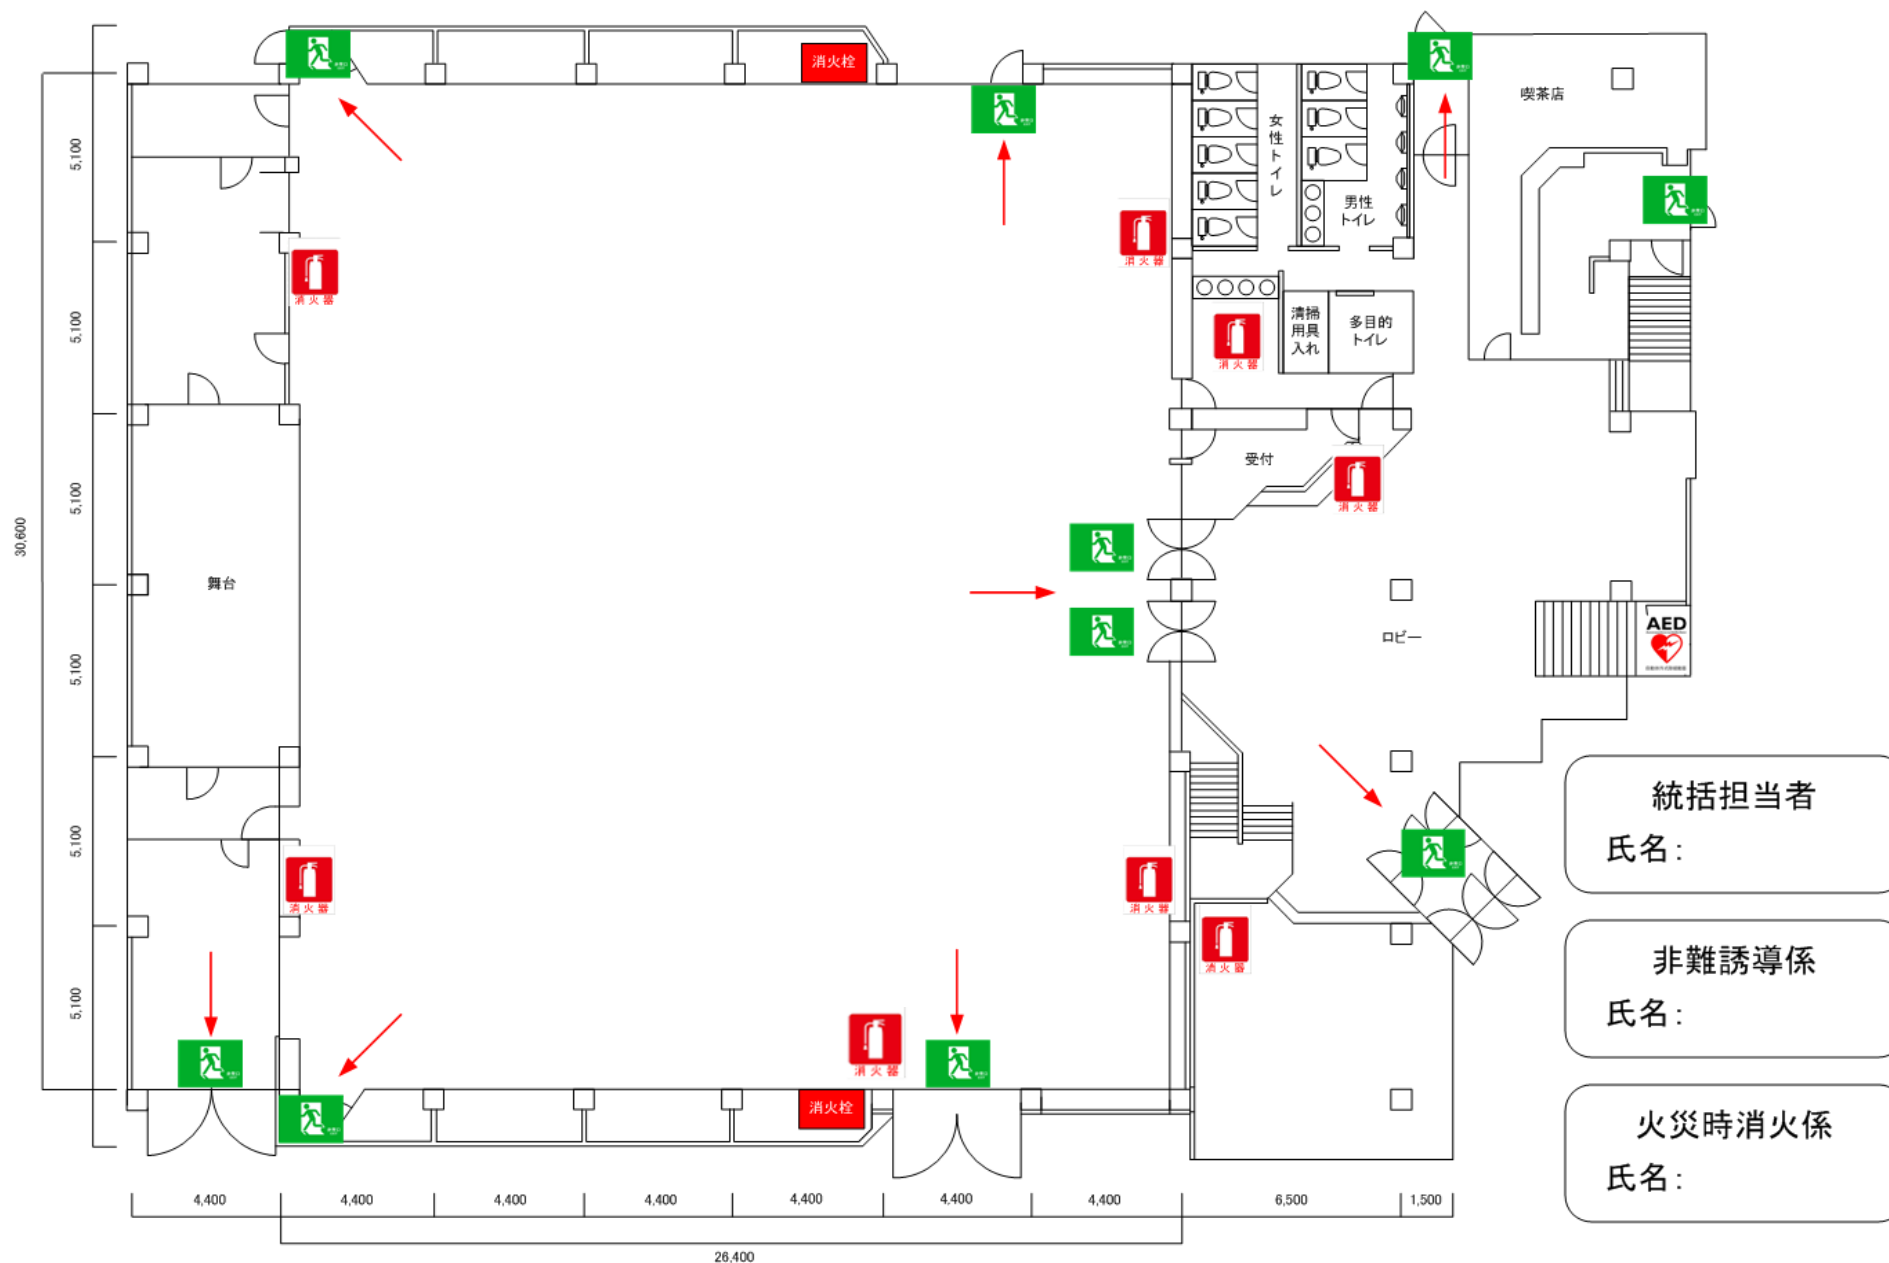 消火栓
喫茶店
女性トイレ
男性
トイレ
消火器
消火器
清掃
用具
入れ
多目的
トイレ
消火器
受付
消火器
舞台
ロビー
AED
統括担当者
氏名：
消火器
消火器
消火器
非難誘導係
氏名：
消火器
消火栓
火災時消火係
氏名：
5,100
5,100
5,100
5,100
5,100
5,100
30,600
4,400
4,400
4,400
4,400
4,400
4,400
4,400
6,500
1,500
26,400